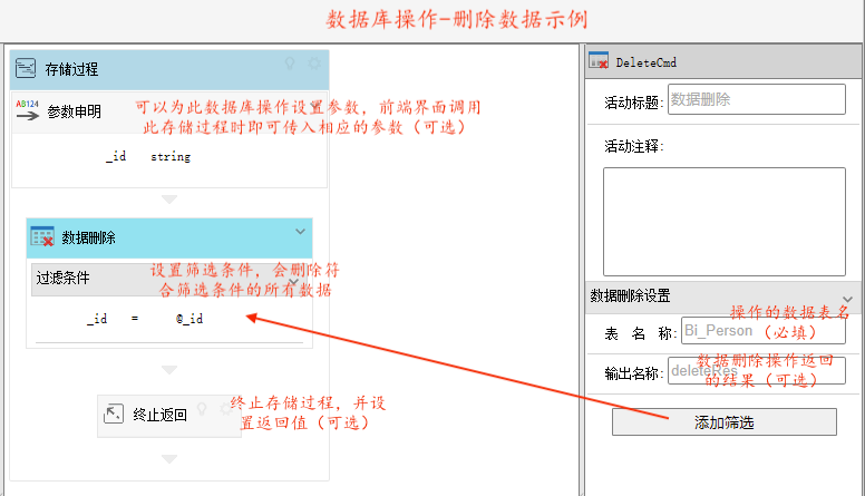 数据库操作-删除数据示例
存储过程
AB124
参数申明
可以为此数据库操作设置参数，前端界面调用
此存储过程时即可传入相应的参数（可选）
_id string
数据删除
过滤条件
设置筛选条件，会删除符
合筛选条件的所有数据
_id = @_id
终止返回
终止存储过程，并设
置返回值（可选）
DeleteCmd
活动标题:
数据删除
活动注释:
数据删除设置
操作的数据表名
（必填）
表 名 称:
Bi_Person
数据删除操作返回
的结果（可选）
输出名称:
deleteRes
添加筛选